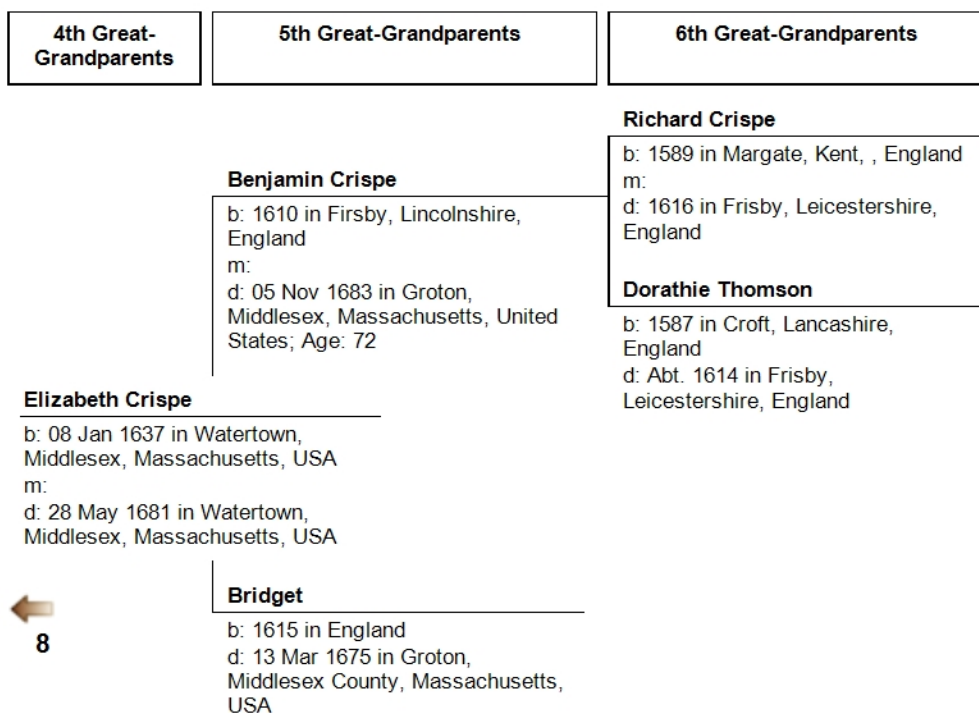 4th Great-
Grandparents
5th Great-Grandparents
6th Great-Grandparents
Richard Crispe
b: 1589 in Margate, Kent, , England
m:
d: 1616 in Frisby, Leicestershire,
England
Benjamin Crispe
b: 1610 in Firsby, Lincolnshire,
England
m:
d: 05 Nov 1683 in Groton,
Middlesex, Massachusetts, United
States; Age: 72
Dorathie Thomson
b: 1587 in Croft, Lancashire,
England
d: Abt. 1614 in Frisby,
Leicestershire, England
Elizabeth Crispe
b: 08 Jan 1637 in Watertown,
Middlesex, Massachusetts, USA
m:
d: 28 May 1681 in Watertown,
Middlesex, Massachusetts, USA
Bridget
b: 1615 in England
d: 13 Mar 1675 in Groton,
Middlesex County, Massachusetts,
USA
8